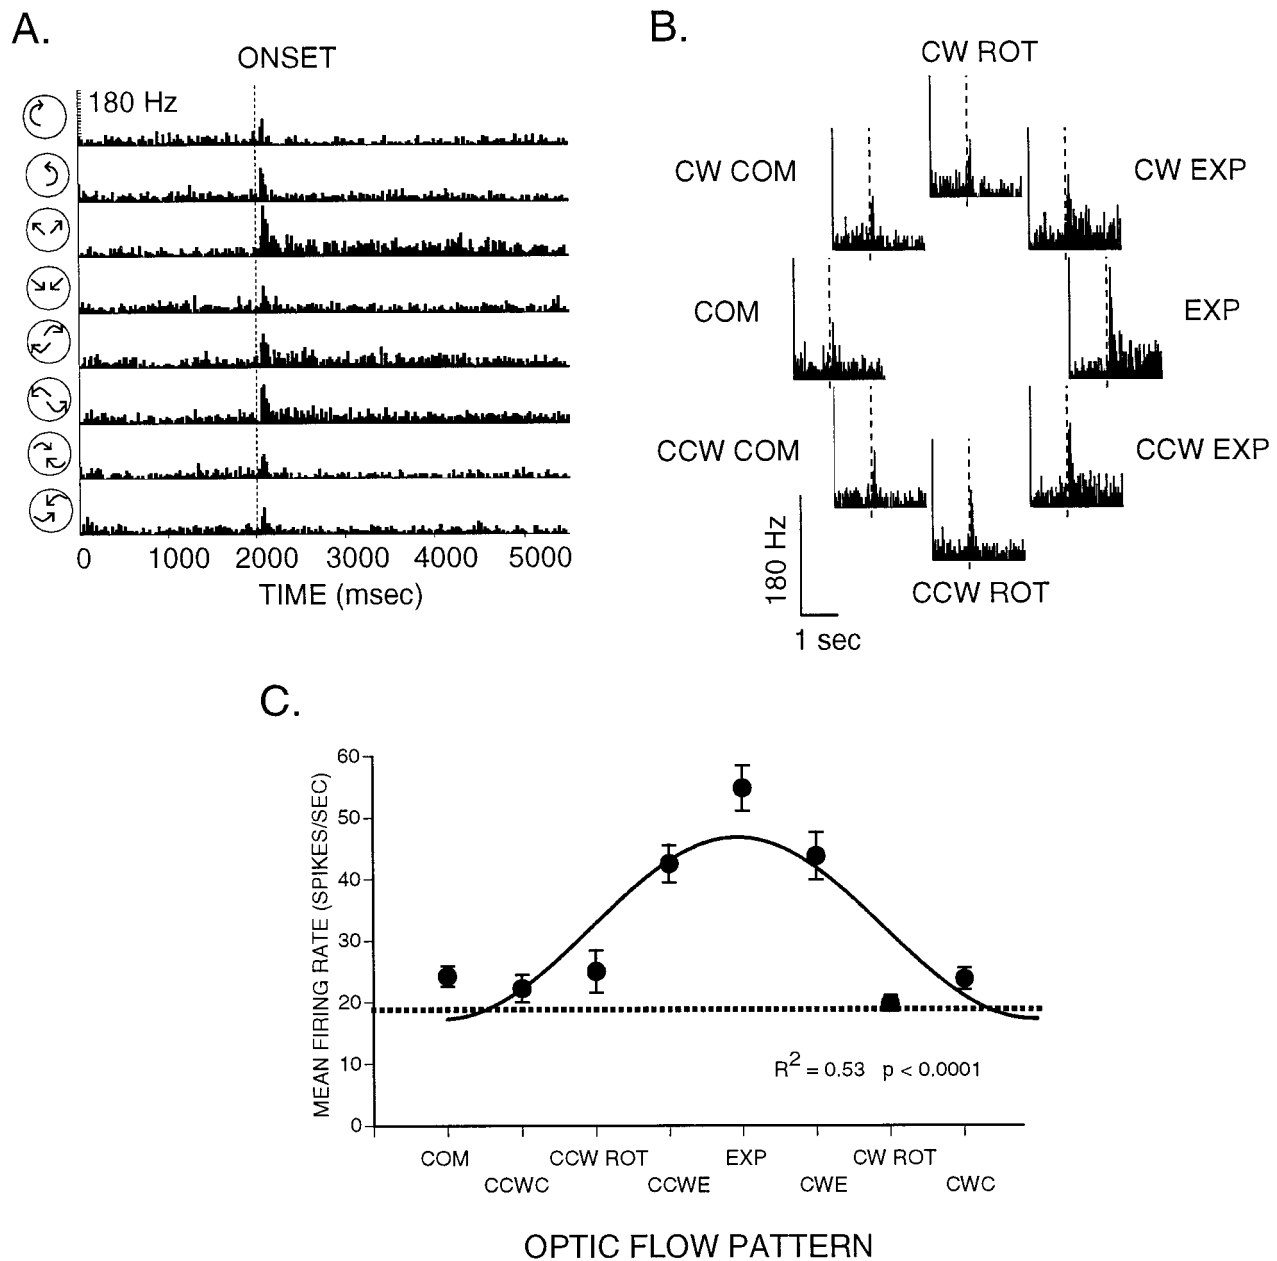 A.
ONSET
180 Hz
0 1000 2000 3000 4000 5000
TIME (msec)
B.
CW ROT
CW COM
CW EXP
COM
EXP
CCW COM
CCW EXP
180 Hz
CCW ROT
1 sec
C.
MEAN FIRING RATE (SPIKES/SEC)
60
50
40
30
20
10
0
R2 = 0.53 p < 0.0001
COM CCW ROT EXP CW ROT
CCWC CCWE CWE CWC
OPTIC FLOW PATTERN